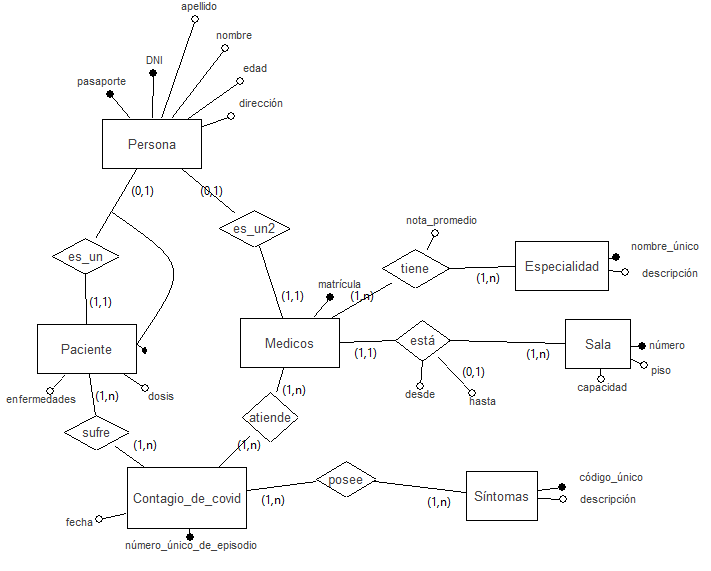 apellido
nombre
DNI
edad
pasaporte
dirección
Persona
(0,1)
(0,1)
es_un
es_un2
nota_promedio
tiene
Especialidad
nombre_único
descripción
matrícula
(1,n)
(1,n)
(1,1)
(1,1)
Paciente
Medicos
está
Sala
número
(1,1)
(1,n)
(0,1)
piso
capacidad
enfermedades
dosis
desde
hasta
(1,n)
(1,n)
sufre
atiende
(1,n)
(1,n)
Contagio_de_covid
posee
Síntomas
código_único
descripción
(1,n)
(1,n)
fecha
número_único_de_episodio